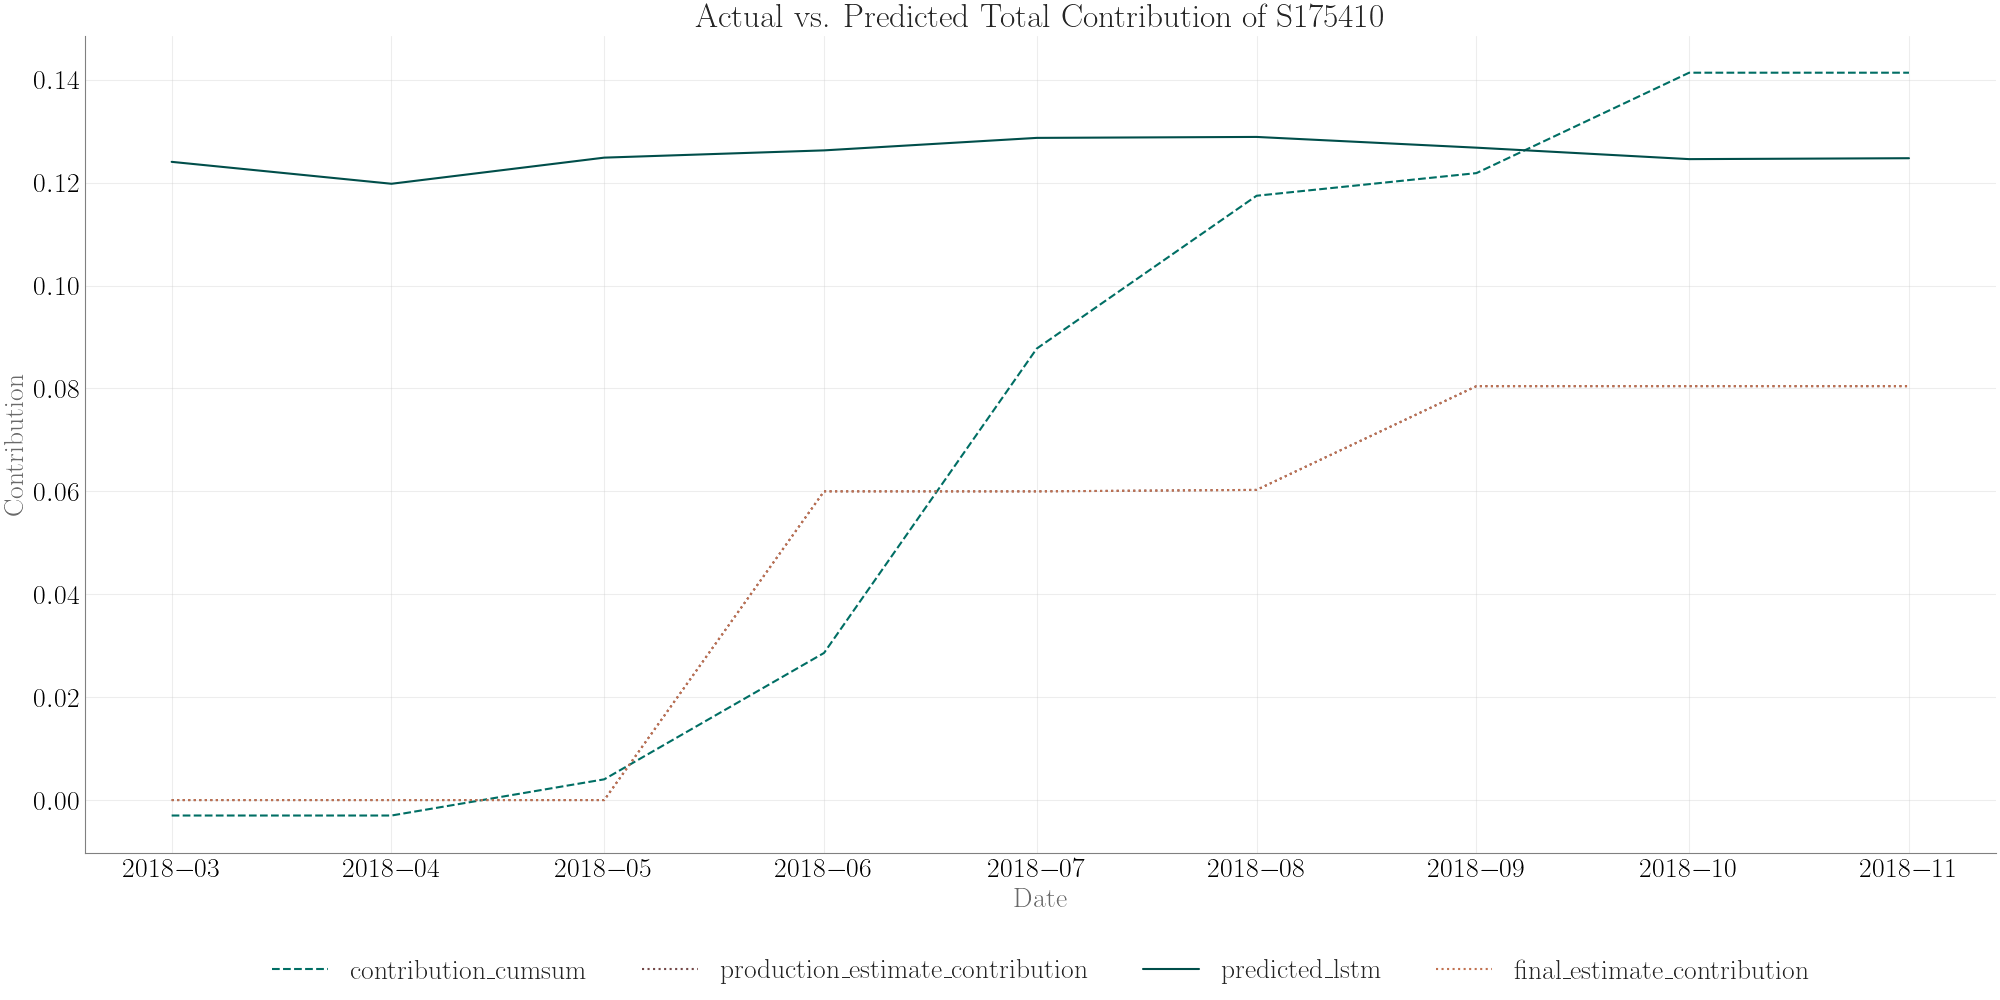 Actual vs. Predicted Total Contribution of S175410
Contribution
0.14
0.12
0.10
0.08
0.06
0.04
0.02
0.00
2018−03 2018−04 2018−05 2018−06 2018−07 2018−08 2018−09 2018−10 2018−11
Date
contribution_cumsum production_estimate_contribution predicted_lstm final_estimate_contribution